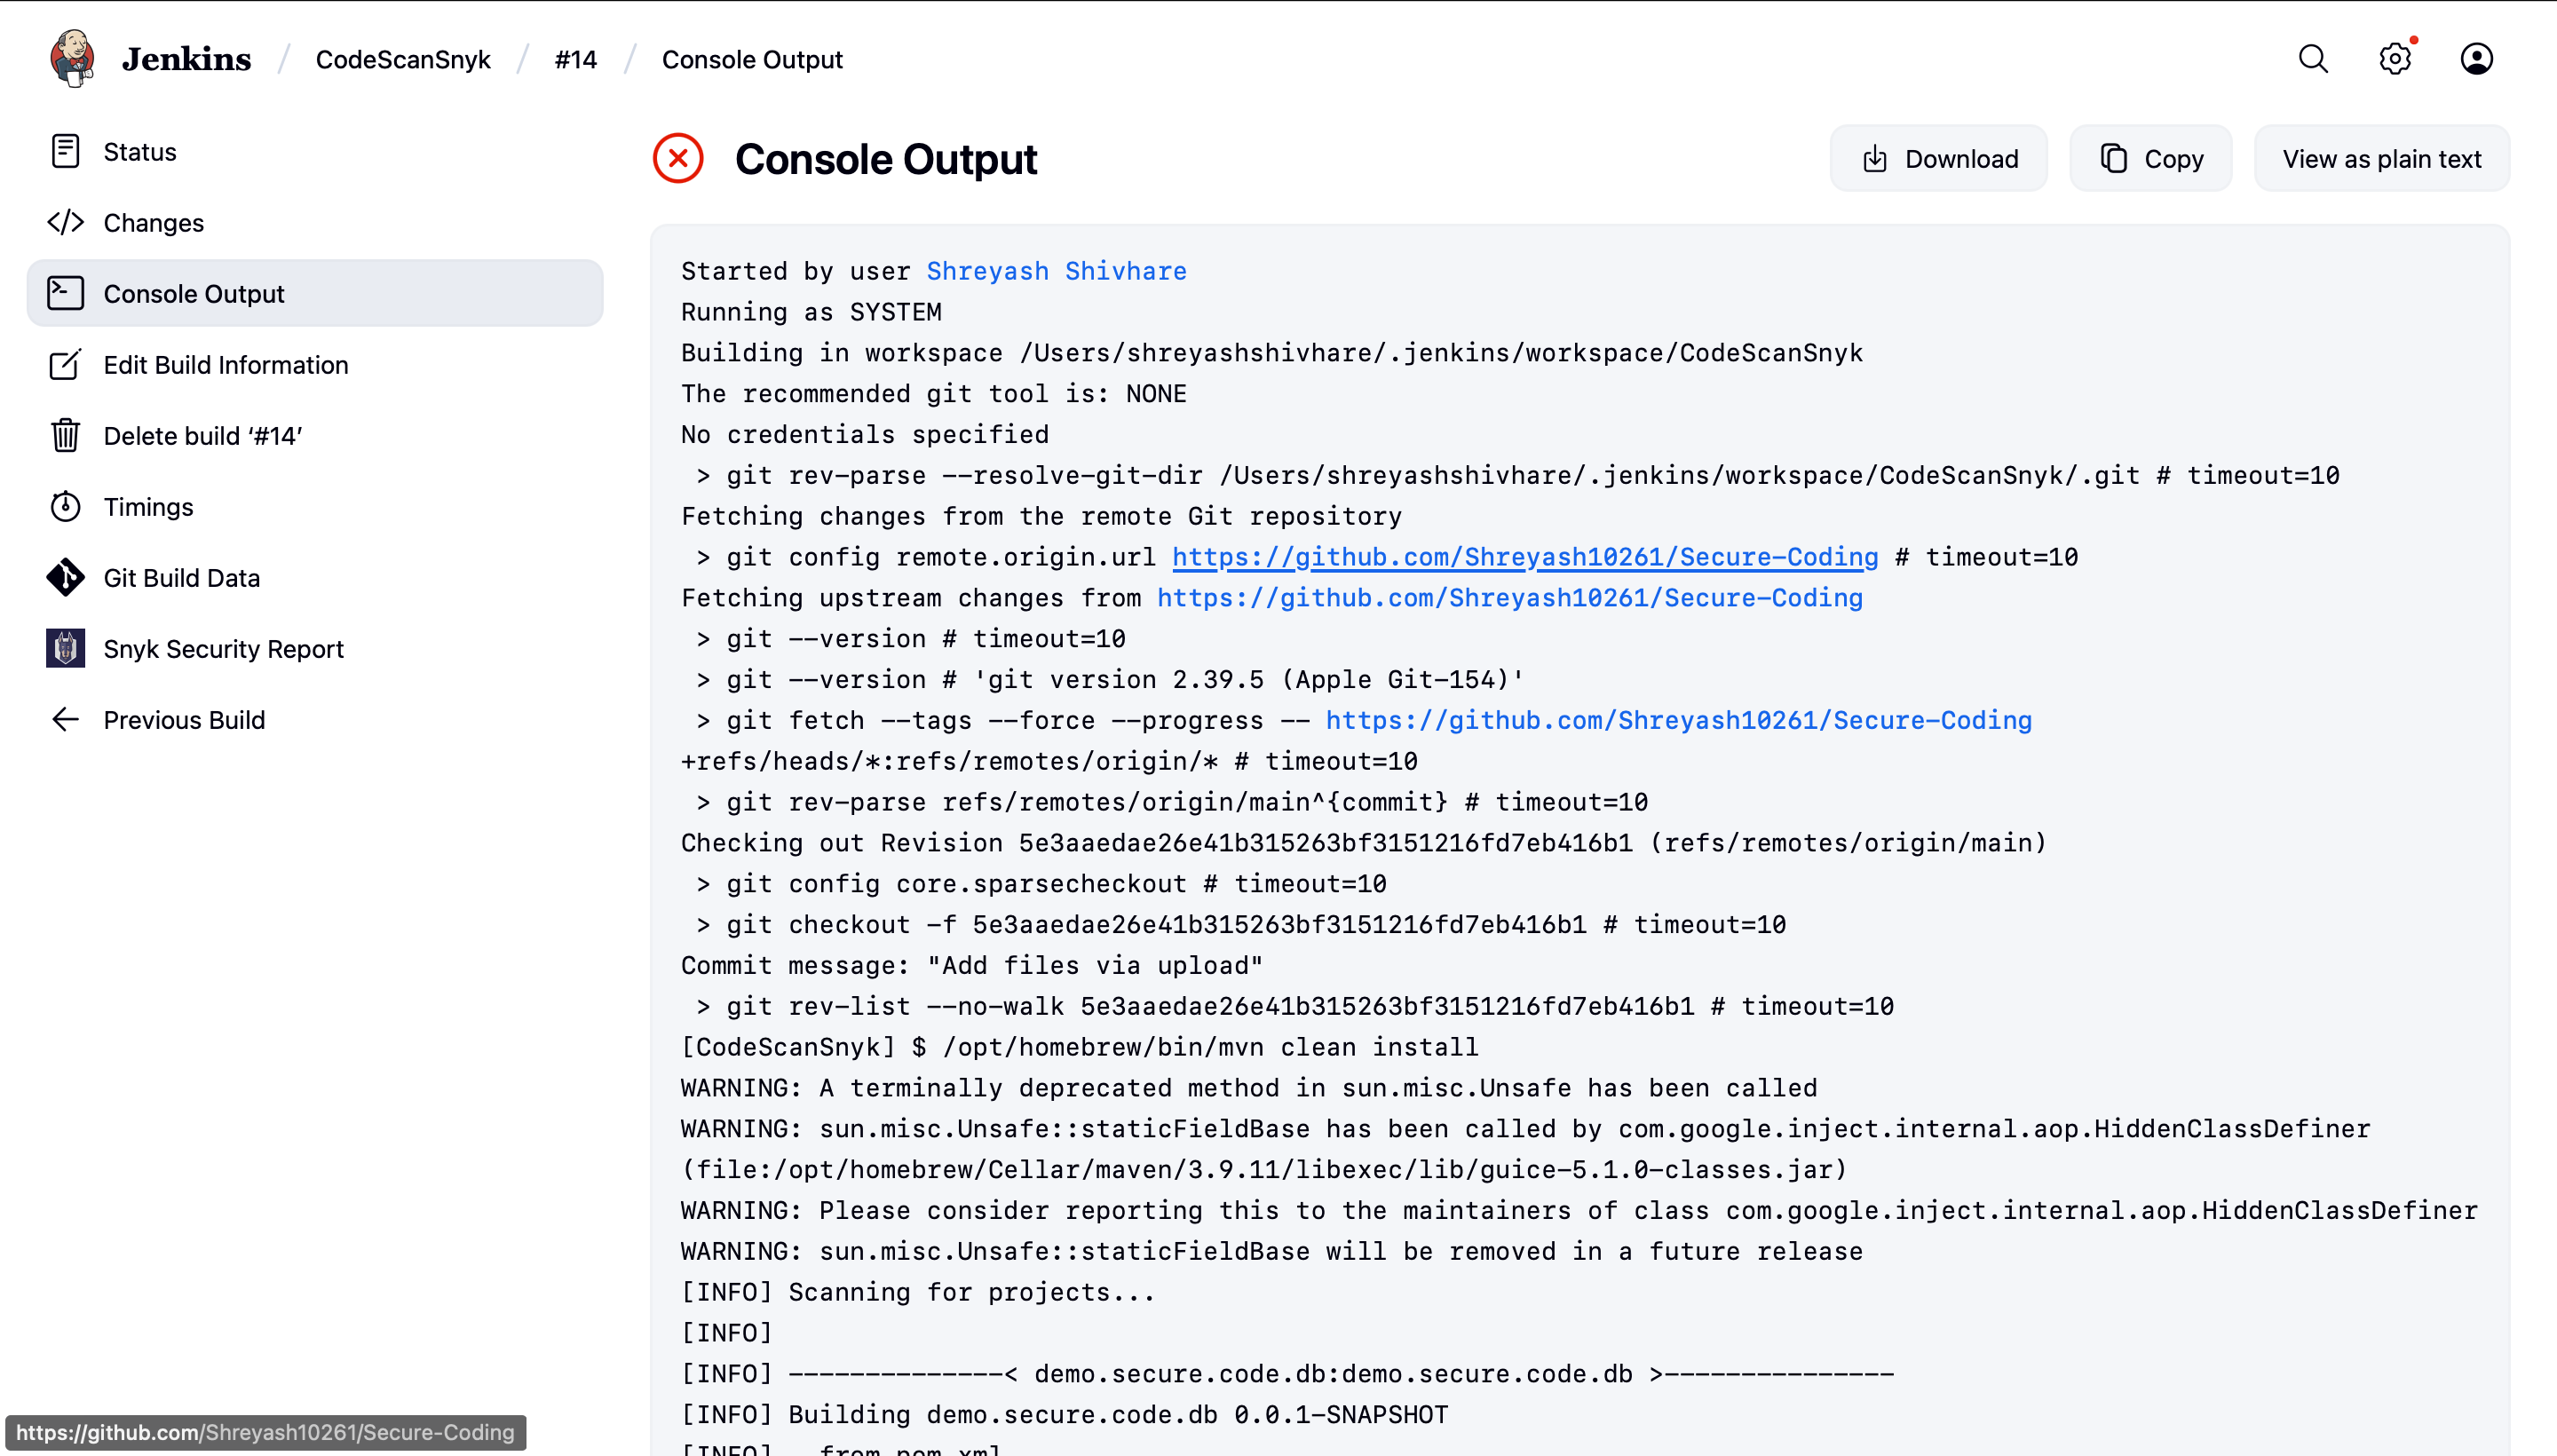 Jenkins / CodeScanSnyk / #14 / Console Output
Status
Changes
Console Output
Edit Build Information
Delete build ‘#14’
Timings
Git Build Data
Snyk Security Report
Previous Build
Console Output
Download
Copy
View as plain text
Started by user Shreyash Shivhare
Running as SYSTEM
Building in workspace /Users/shreyashshivhare/.jenkins/workspace/CodeScanSnyk
The recommended git tool is: NONE
No credentials specified
 > git rev-parse --resolve-git-dir /Users/shreyashshivhare/.jenkins/workspace/CodeScanSnyk/.git # timeout=10
Fetching changes from the remote Git repository
 > git config remote.origin.url https://github.com/Shreyash10261/Secure-Coding # timeout=10
Fetching upstream changes from https://github.com/Shreyash10261/Secure-Coding
 > git --version # timeout=10
 > git --version # 'git version 2.39.5 (Apple Git-154)'
 > git fetch --tags --force --progress -- https://github.com/Shreyash10261/Secure-Coding
+refs/heads/*:refs/remotes/origin/* # timeout=10
 > git rev-parse refs/remotes/origin/main^{commit} # timeout=10
Checking out Revision 5e3aaedae26e41b315263bf3151216fd7eb416b1 (refs/remotes/origin/main)
 > git config core.sparsecheckout # timeout=10
 > git checkout -f 5e3aaedae26e41b315263bf3151216fd7eb416b1 # timeout=10
Commit message: "Add files via upload"
 > git rev-list --no-walk 5e3aaedae26e41b315263bf3151216fd7eb416b1 # timeout=10
[CodeScanSnyk] $ /opt/homebrew/bin/mvn clean install
WARNING: A terminally deprecated method in sun.misc.Unsafe has been called
WARNING: sun.misc.Unsafe::staticFieldBase has been called by com.google.inject.internal.aop.HiddenClassDefiner
(file:/opt/homebrew/Cellar/maven/3.9.11/libexec/lib/guice-5.1.0-classes.jar)
WARNING: Please consider reporting this to the maintainers of class com.google.inject.internal.aop.HiddenClassDefiner
WARNING: sun.misc.Unsafe::staticFieldBase will be removed in a future release
[INFO] Scanning for projects...
[INFO]
[INFO] --------------< demo.secure.code.db:demo.secure.code.db >---------------
[INFO] Building demo.secure.code.db 0.0.1-SNAPSHOT
[INFO]   from pom.xml
https://github.com/Shreyash10261/Secure-Coding